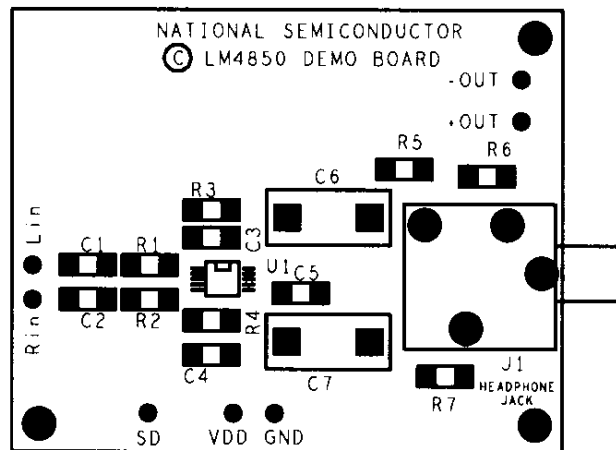 NATIONAL SEMICONDUCTOR
© LM4850 DEMO BOARD
-OUT
+OUT
R5
R6
C6
R3
C3
Lin
C1
R1
U1
C5
Rin
C2
R2
R4
C4
C7
J1
HEADPHONE
JACK
R7
SD
VDD
GND